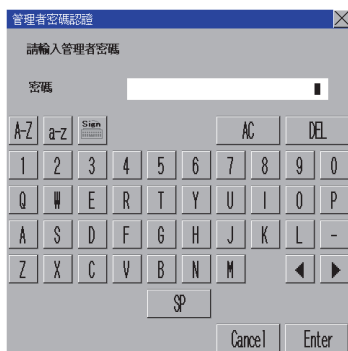 管理者密碼認證
請輸入管理者密碼
密碼
A-Z a-z Sign AC DEL
1 2 3 4 5 6 7 8 9 0
Q W E R T Y U I O P
A S D F G H J K L -
Z X C V B N M ◀ ▶
SP
Cancel Enter